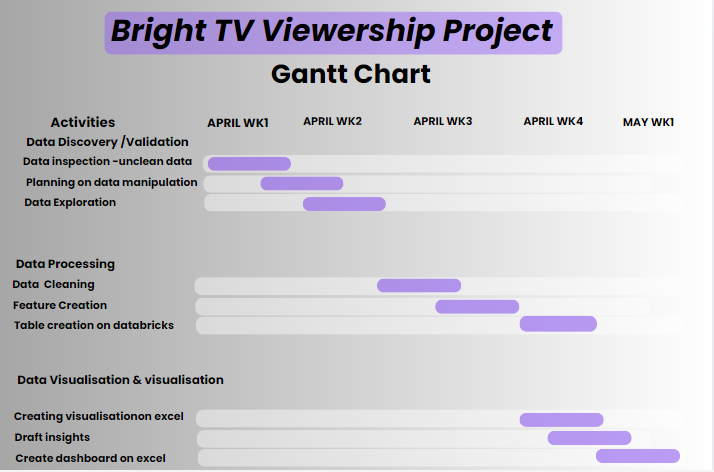 Bright TV Viewership Project
Gantt Chart
Activities APRIL WK1 APRIL WK2 APRIL WK3 APRIL WK4 MAY WK1
Data Discovery /Validation
Data inspection -unclean data
Planning on data manipulation
Data Exploration
Data Processing
Data Cleaning
Feature Creation
Table creation on databricks
Data Visualisation & visualisation
Creating visualisationon excel
Draft insights
Create dashboard on excel